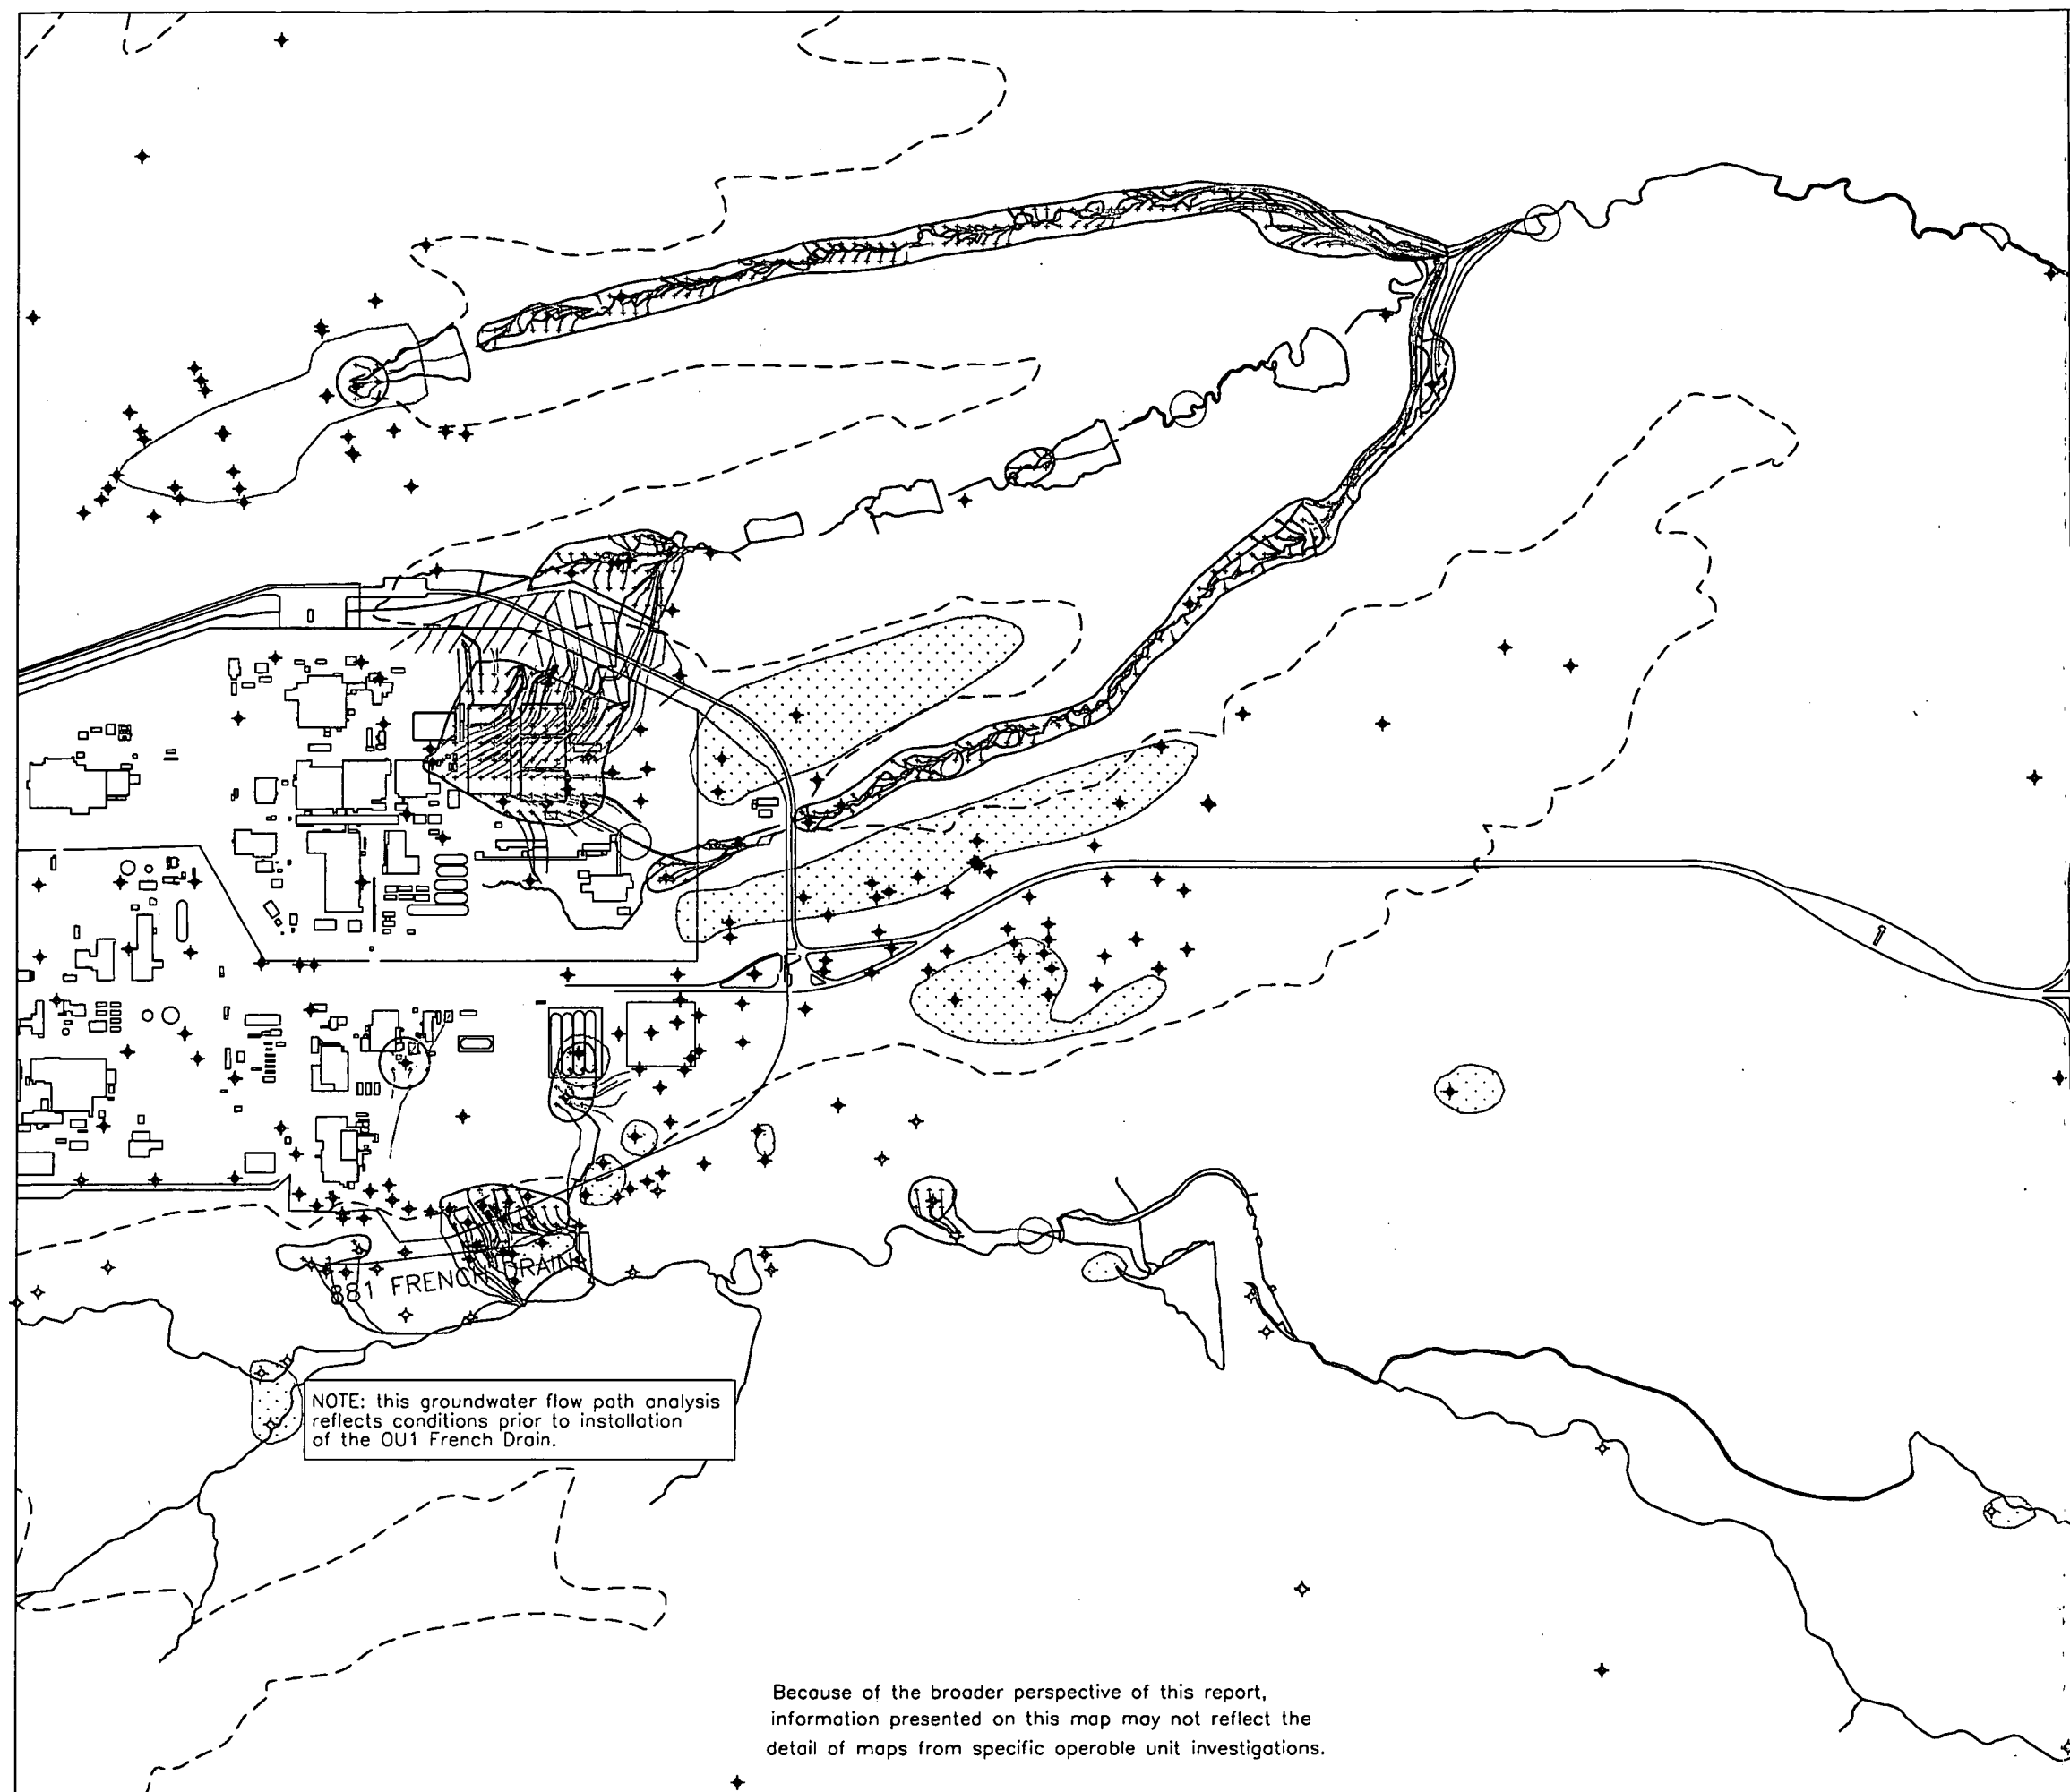 881 FRENCH DRAIN
NOTE: this groundwater flow path analysis
reflects conditions prior to installation
of the OU1 French Drain.
Because of the broader perspective of this report,
information presented on this map may not reflect the
detail of maps from specific operable unit investigations.